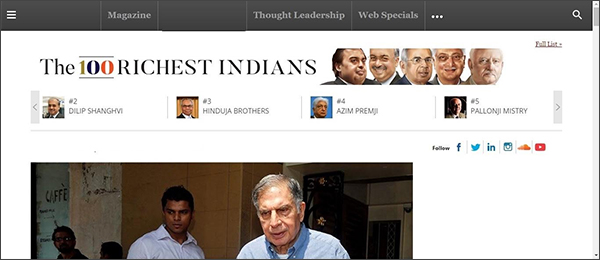 Magazine Thought Leadership Web Specials
Full List »
The 100 RICHEST INDIANS
#2 #3 #4 #5
DILIP SHANGHVI HINDUJA BROTHERS AZIM PREMJI PALLONJI MISTRY
Follow
CAFFÈ